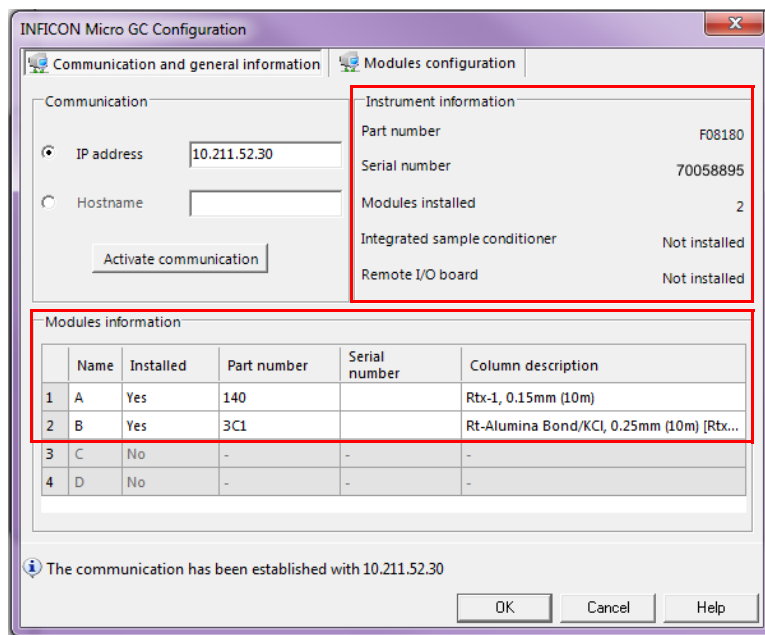 INFICON Micro GC Configuration
Communication and general information
Modules configuration
Communication
IP address 10.211.52.30
Hostname
Activate communication
Instrument information
Part number F08180
Serial number 70058895
Modules installed 2
Integrated sample conditioner Not installed
Remote I/O board Not installed
Modules information
Name Installed Part number Serial number Column description
1 A Yes 140 Rtx-1, 0.15mm (10m)
2 B Yes 3C1 Rt-Alumina Bond/KCl, 0.25mm (10m) [Rtx...
3 C No - - -
4 D No - - -
The communication has been established with 10.211.52.30
OK Cancel Help